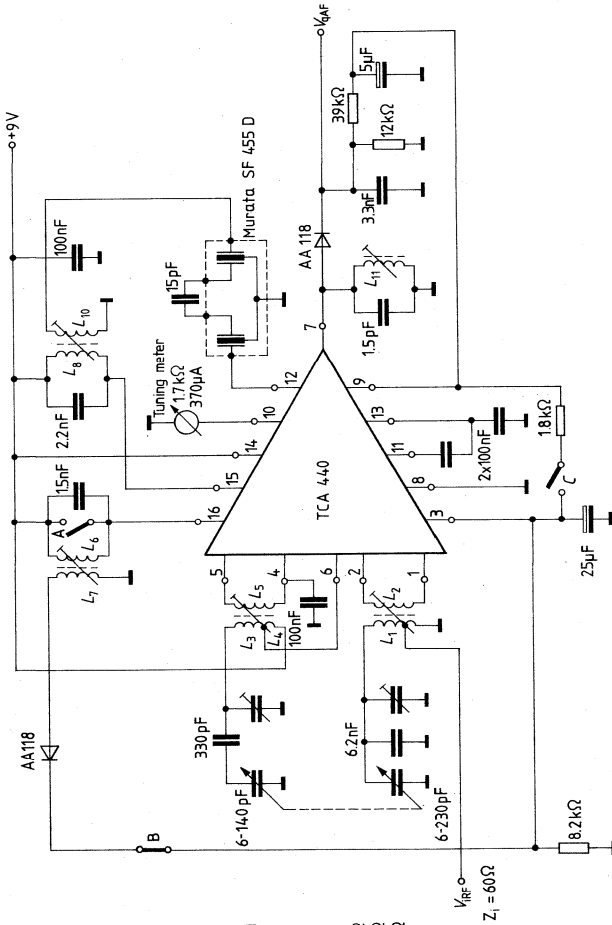 +9V
AA118
B
L7
L6
A
1.5nF
2.2nF
L8
L10
100nF
Tuning meter
1.7kΩ
370µA
15pF
Murata SF 455 D
330pF
6-140pF
L3
L4
L5
100nF
5
4
6
2
1
16
15
14
10
12
TCA 440
7
3
8
11
13
9
6.2nF
6-230pF
L1
L2
AA 118
VqAF
L11
1.5pF
3.3nF
39kΩ
12kΩ
5µF
2x100nF
1.8kΩ
C
25µF
8.2kΩ
ViRF
Zi = 60Ω